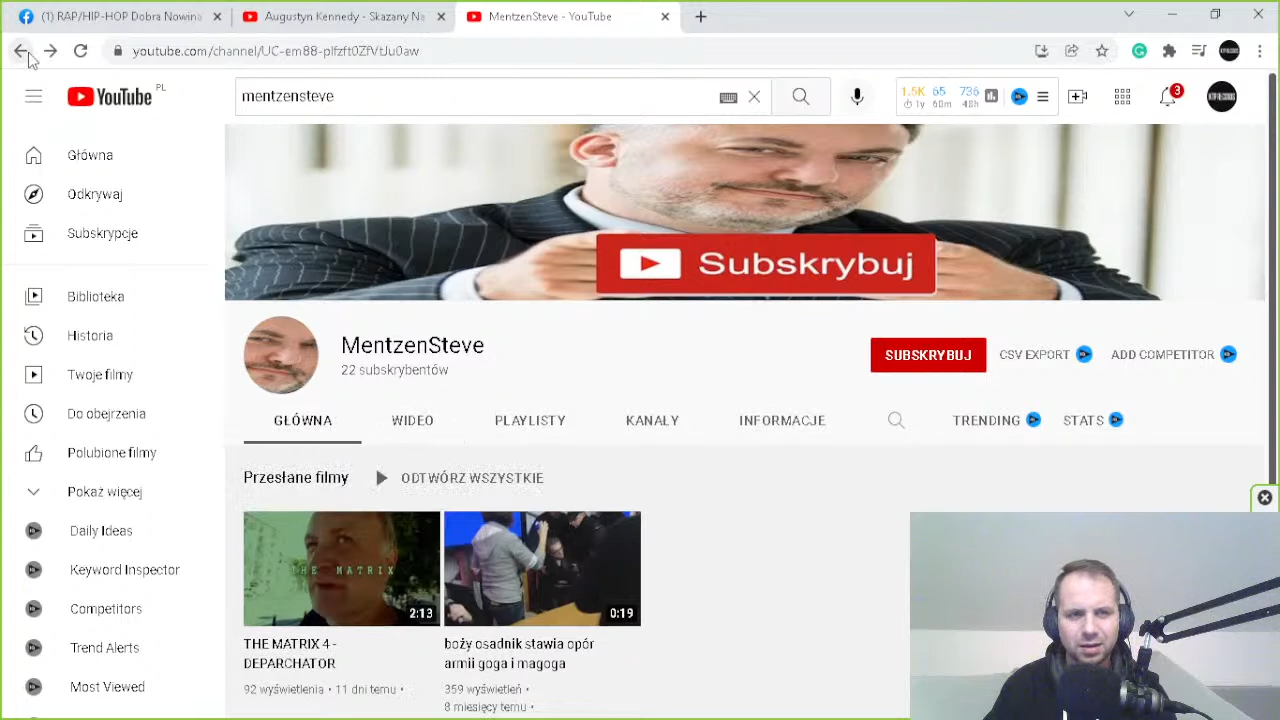 (1) RAP/HIP-HOP Dobra Nowina
Augustyn Kennedy - Skazany Na
MentzenSteve - YouTube
youtube.com/channel/UC-em88-plfzft0ZfVtJu0aw
YouTube PL
mentzensteve
1.5K 65 736
1y 60m 48h
3
KTP RECORDS
Główna
Odkrywaj
Subskrypcje
Biblioteka
Historia
Twoje filmy
Do obejrzenia
Polubione filmy
Pokaż więcej
Daily Ideas
Keyword Inspector
Competitors
Trend Alerts
Most Viewed
Subskrybuj
MentzenSteve
22 subskrybentów
SUBSKRYBUJ
CSV EXPORT
ADD COMPETITOR
GŁÓWNA WIDEO PLAYLISTY KANAŁY INFORMACJE TRENDING STATS
Przesłane filmy
ODTWÓRZ WSZYSTKIE
THE MATRIX
2:13
0:19
THE MATRIX 4 -
DEPARCHATOR
92 wyświetlenia • 11 dni temu •
boży osadnik stawia opór
armii goga i magoga
359 wyświetleń •
8 miesięcy temu •